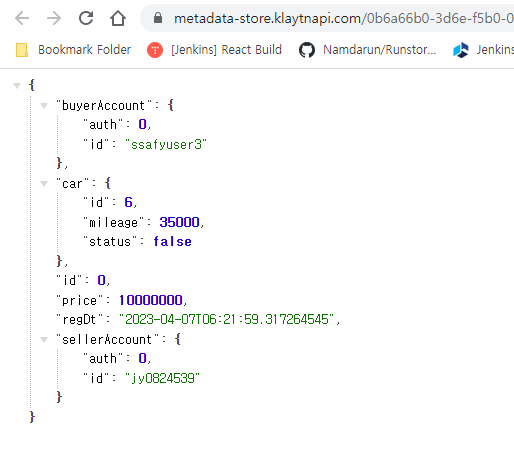 metadata-store.klaytnapi.com/0b6a66b0-3d6e-f5b0-0
Bookmark Folder [Jenkins] React Build Namdarun/Runstor... Jenkins
{
"buyerAccount": {
"auth": 0,
"id": "ssafyuser3"
},
"car": {
"id": 6,
"mileage": 35000,
"status": false
},
"id": 0,
"price": 10000000,
"regDt": "2023-04-07T06:21:59.317264545",
"sellerAccount": {
"auth": 0,
"id": "jy0824539"
}
}